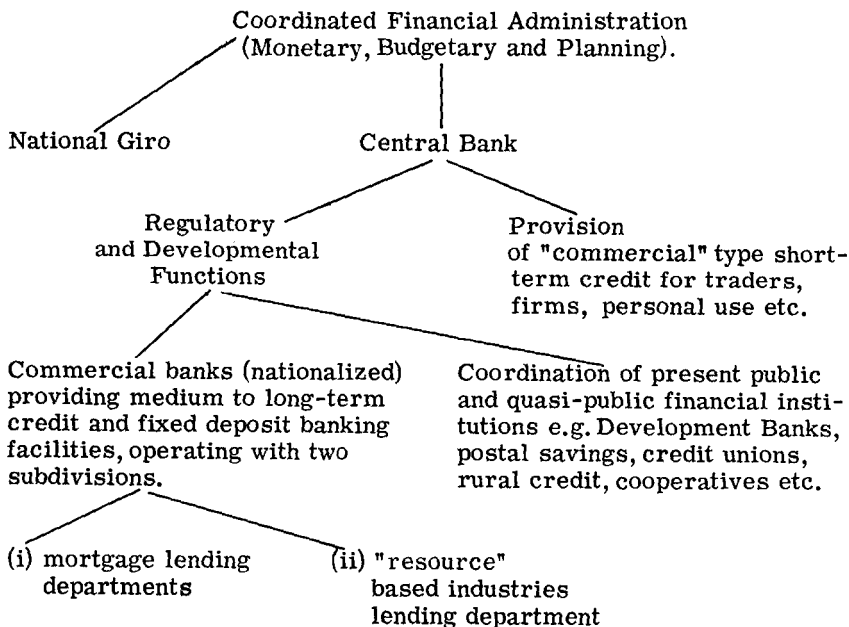 Coordinated Financial Administration
(Monetary, Budgetary and Planning).
National Giro
Central Bank
Regulatory
and Developmental
Functions
Provision
of "commercial" type short-
term credit for traders,
firms, personal use etc.
Commercial banks (nationalized)
providing medium to long-term
credit and fixed deposit banking
facilities, operating with two
subdivisions.
Coordination of present public
and quasi-public financial insti-
tutions e.g. Development Banks,
postal savings, credit unions,
rural credit, cooperatives etc.
(i) mortgage lending
departments
(ii) "resource"
based industries
lending department